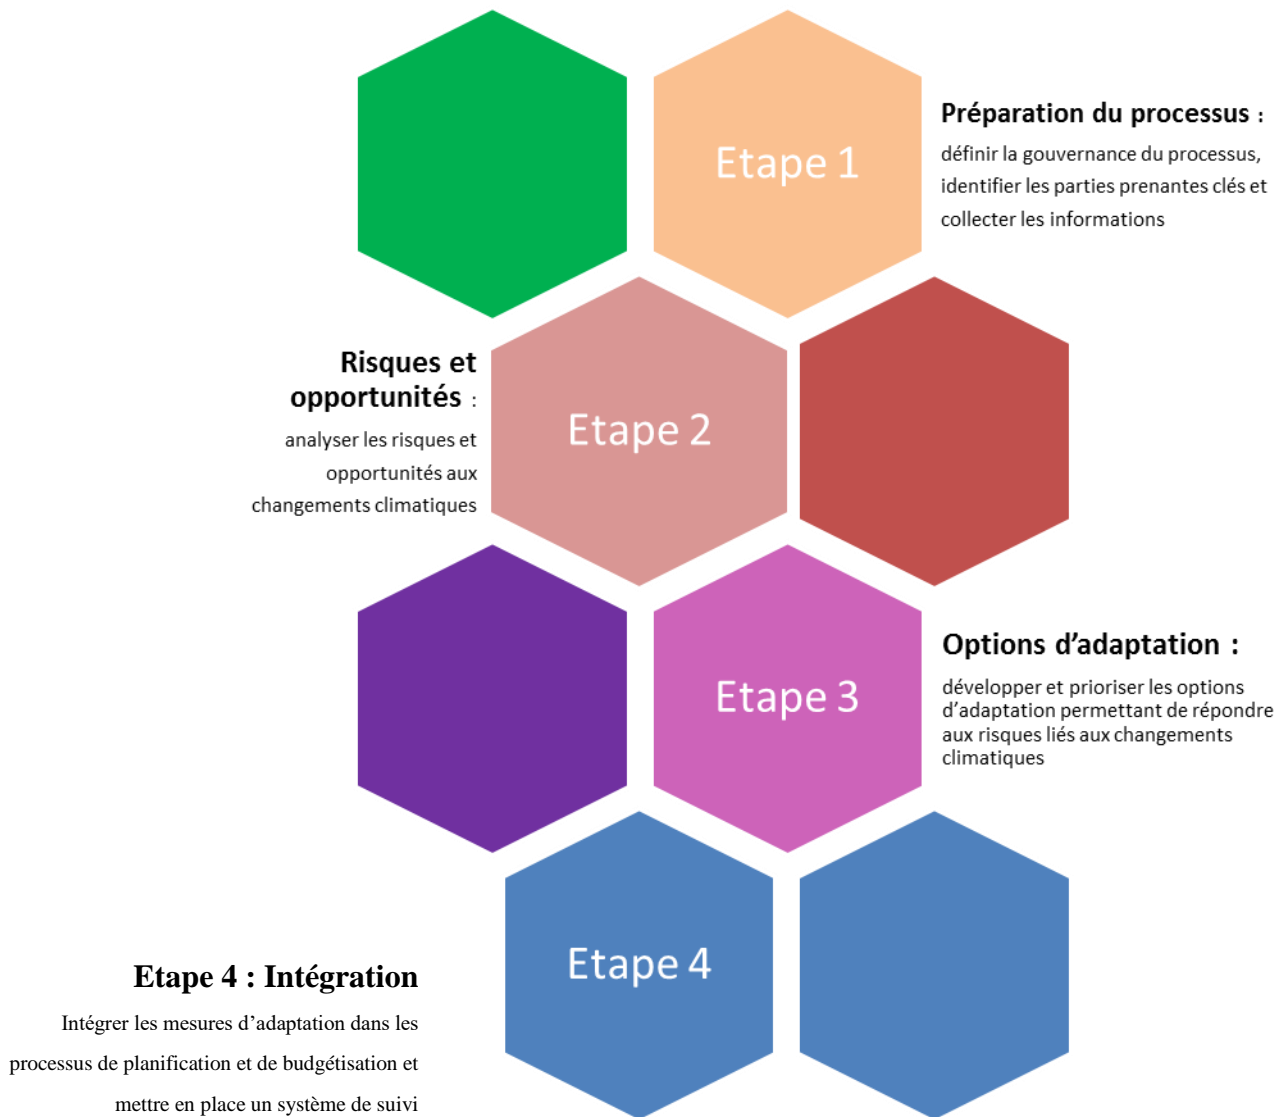 Etape 1
Préparation du processus :
définir la gouvernance du processus,
identifier les parties prenantes clés et
collecter les informations
Risques et
opportunités :
analyser les risques et
opportunités aux
changements climatiques
Etape 2
Etape 3
Options d’adaptation :
développer et prioriser les options
d’adaptation permettant de répondre
aux risques liés aux changements
climatiques
Etape 4
Etape 4 : Intégration
Intégrer les mesures d’adaptation dans les
processus de planification et de budgétisation et
mettre en place un système de suivi